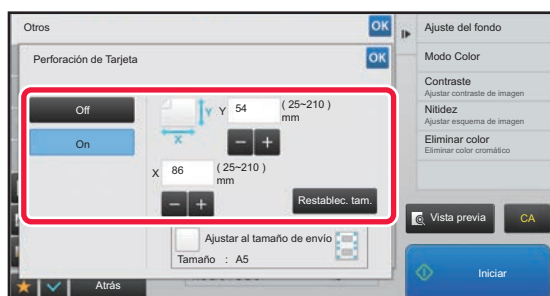 Otros
OK
Perforación de Tarjeta
OK
Off
On
Y
Y 54 (25~210)
mm
X
X 86 (25~210)
mm
Restablec. tam.
Ajustar al tamaño de envío
Tamaño : A5
Atrás
Ajuste del fondo
Modo Color
Contraste
Ajustar contraste de imagen
Nitidez
Ajustar esquema de imagen
Eliminar color
Eliminar color cromático
Vista previa
CA
Iniciar